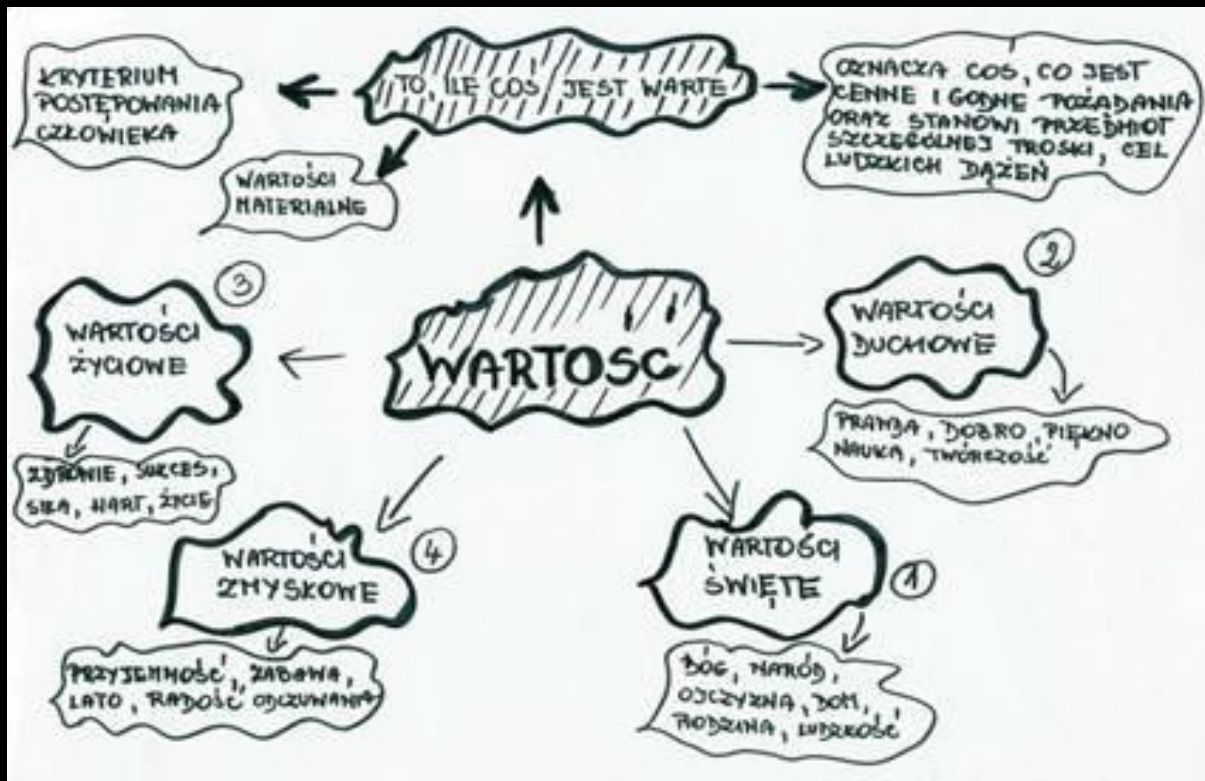 KRYTERIUM
POSTĘPOWANIA
CZŁOWIEKA
TO, ILE COŚ JEST WARTE
OZNACZA COŚ, CO JEST
CENNE I GODNE POŻĄDANIA
ORAZ STANOWI PRZEDMIOT
SZCZEGÓLNEJ TROSKI, CEL
LUDZKICH DĄŻEŃ
WARTOŚCI
MATERIALNE
WARTOŚĆ
3
WARTOŚCI
ŻYCIOWE
ZDROWIE, SUKCES,
SIŁA, HART, ŻYCIE
2
WARTOŚCI
DUCHOWE
PRAWDA, DOBRO, PIĘKNO
NAUKA, TWÓRCZOŚĆ
4
WARTOŚCI
ZMYSŁOWE
PRZYJEMNOŚĆ, ZABAWA,
LATO, RADOŚĆ ODCZUWANIA
1
WARTOŚCI
ŚWIĘTE
BÓG, NARÓD,
OJCZYZNA, DOM,
RODZINA, LUDZKOŚĆ